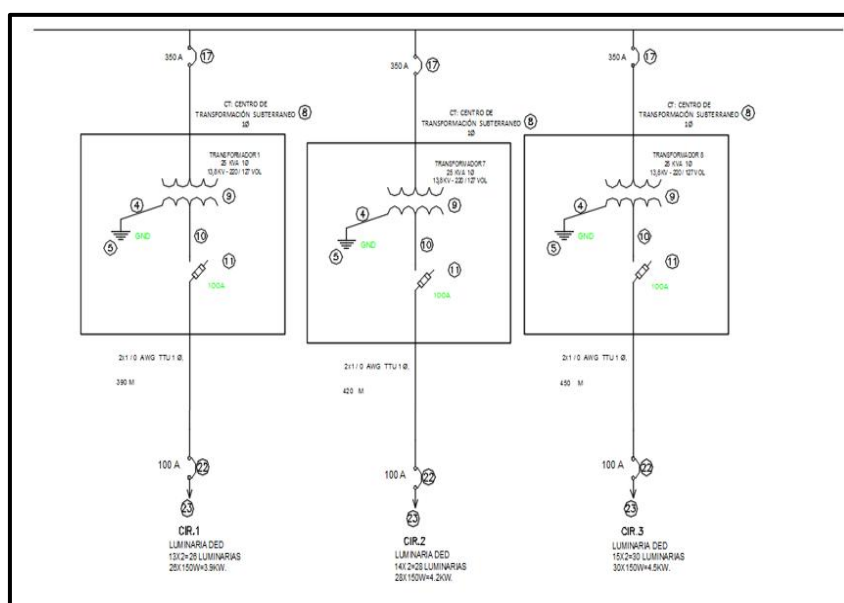 350 A
17
CT: CENTRO DE
TRANSFORMACIÓN SUBTERRANEO
1Ø
8
TRANSFORMADOR 1
25 KVA 1Ø
13,8KV - 220 / 127 VOL
9
4
5
GND
10
11
100A
2x1 / 0 AWG TTU 1 Ø.
390 M
100 A
22
23
CIR.1
LUMINARIA DED
13X2=26 LUMINARIAS
26X150W=3.9KW.
350 A
17
CT: CENTRO DE
TRANSFORMACIÓN SUBTERRANEO
1Ø
8
TRANSFORMADOR 7
25 KVA 1Ø
13,8KV - 220 / 127 VOL
9
4
5
GND
10
11
100A
2x1 / 0 AWG TTU 1 Ø.
420 M
100 A
22
23
CIR.2
LUMINARIA DED
14X2=28 LUMINARIAS
28X150W=4.2KW.
350 A
17
CT: CENTRO DE
TRANSFORMACIÓN SUBTERRANEO
1Ø
8
TRANSFORMADOR
25 KVA 1Ø
13,8KV - 220 / 127 VOL
9
4
5
GND
10
11
100A
2x1 / 0 AWG TTU 1 Ø.
450 M
100 A
22
23
CIR.3
LUMINARIA DED
15X2=30 LUMINARIAS
30X150W=4.5KW.